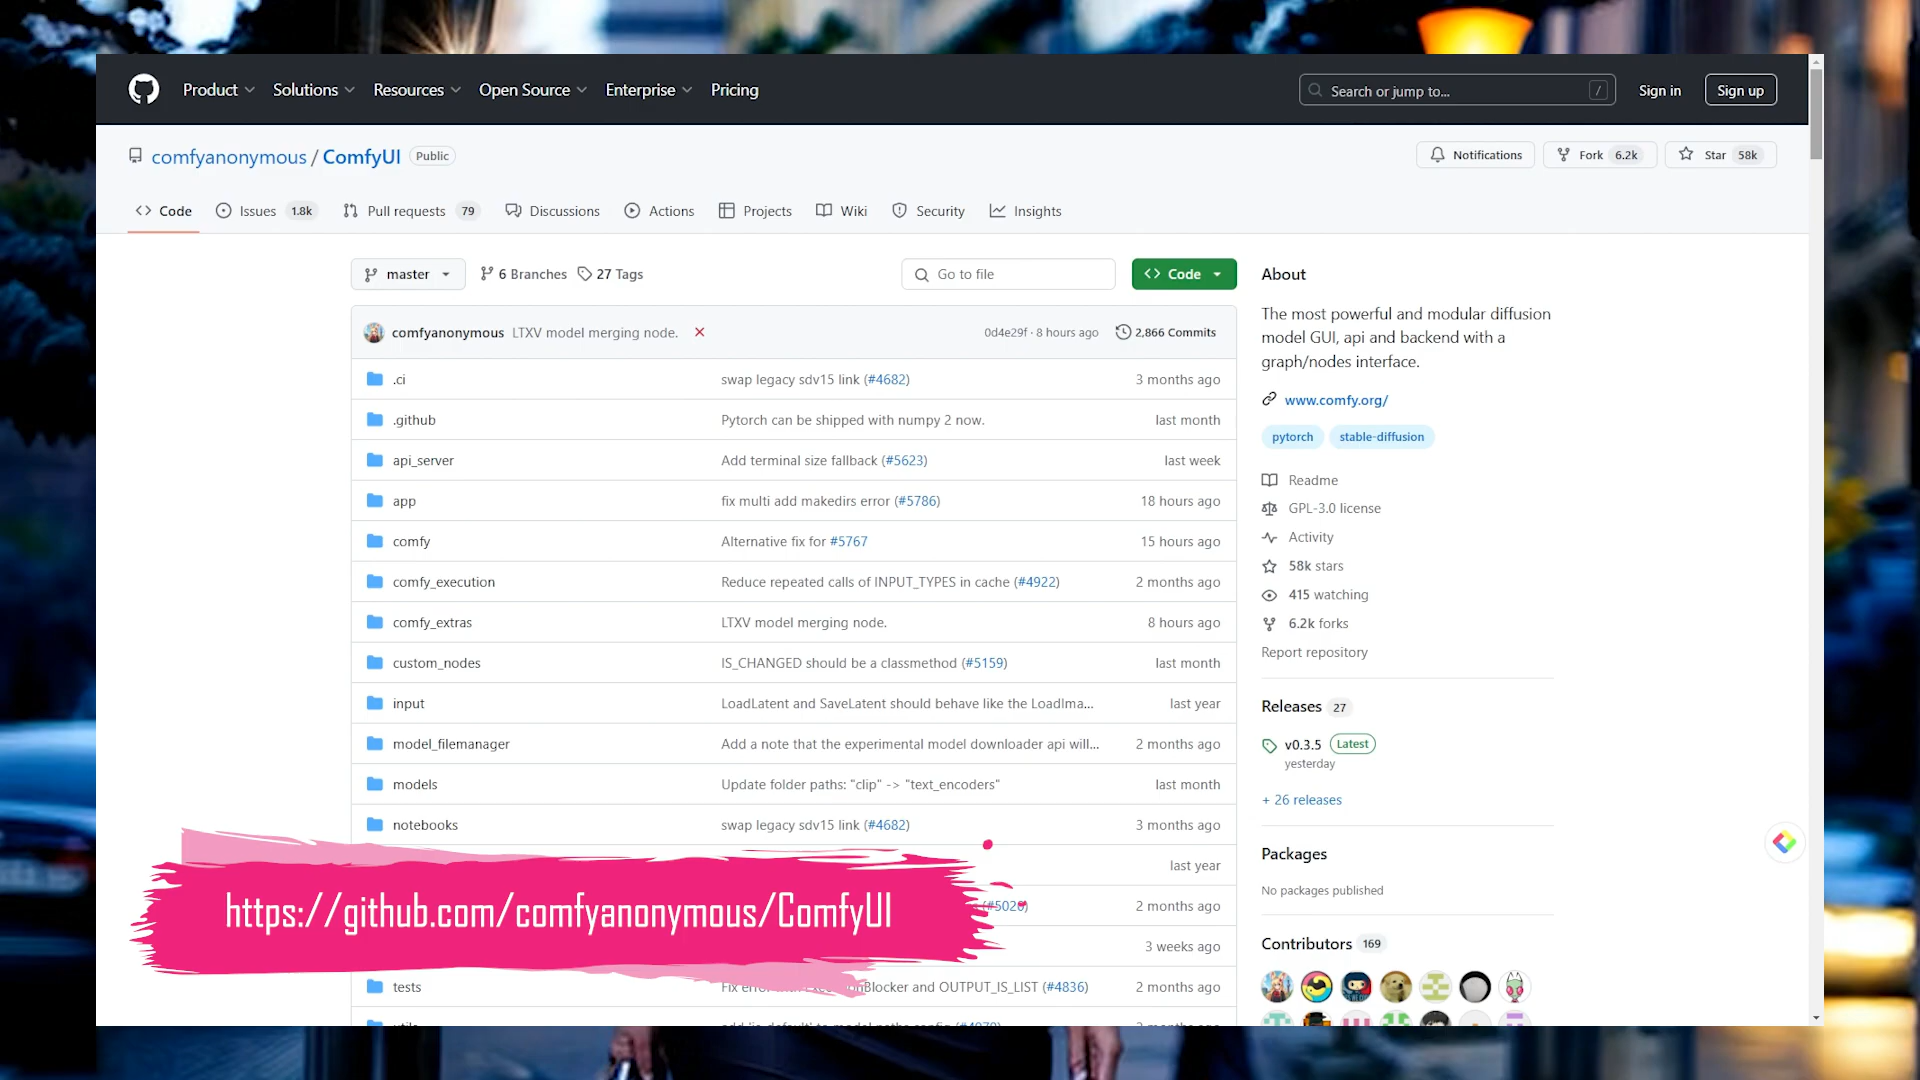 Product Solutions Resources Open Source Enterprise Pricing Search or jump to... / Sign in Sign up
comfyanonymous / ComfyUI Public Notifications Fork 6.2k Star 58k
Code Issues 1.8k Pull requests 79 Discussions Actions Projects Wiki Security Insights
master 6 Branches 27 Tags Go to file Code
comfyanonymous LTXV model merging node. 0d4e29f · 8 hours ago 2,866 Commits
.ci swap legacy sdv15 link (#4682) 3 months ago
.github Pytorch can be shipped with numpy 2 now. last month
api_server Add terminal size fallback (#5623) last week
app fix multi add makedirs error (#5786) 18 hours ago
comfy Alternative fix for #5767 15 hours ago
comfy_execution Reduce repeated calls of INPUT_TYPES in cache (#4922) 2 months ago
comfy_extras LTXV model merging node. 8 hours ago
custom_nodes IS_CHANGED should be a classmethod (#5159) last month
input LoadLatent and SaveLatent should behave like the LoadIma... last year
model_filemanager Add a note that the experimental model downloader api will... 2 months ago
models Update folder paths: "clip" -> "text_encoders" last month
notebooks swap legacy sdv15 link (#4682) 3 months ago
last year
(#5020) 2 months ago
3 weeks ago
tests Fix error with ExecutionBlocker and OUTPUT_IS_LIST (#4836) 2 months ago
https://github.com/comfyanonymous/ComfyUI
About
The most powerful and modular diffusion
model GUI, api and backend with a
graph/nodes interface.
www.comfy.org/
pytorch stable-diffusion
Readme
GPL-3.0 license
Activity
58k stars
415 watching
6.2k forks
Report repository
Releases 27
v0.3.5 Latest
yesterday
+ 26 releases
Packages
No packages published
Contributors 169